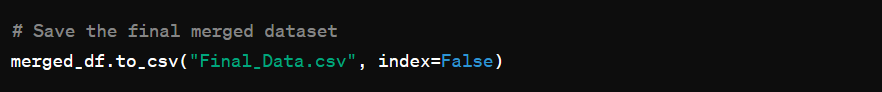 # Save the final merged dataset
merged_df.to_csv("Final_Data.csv", index=False)